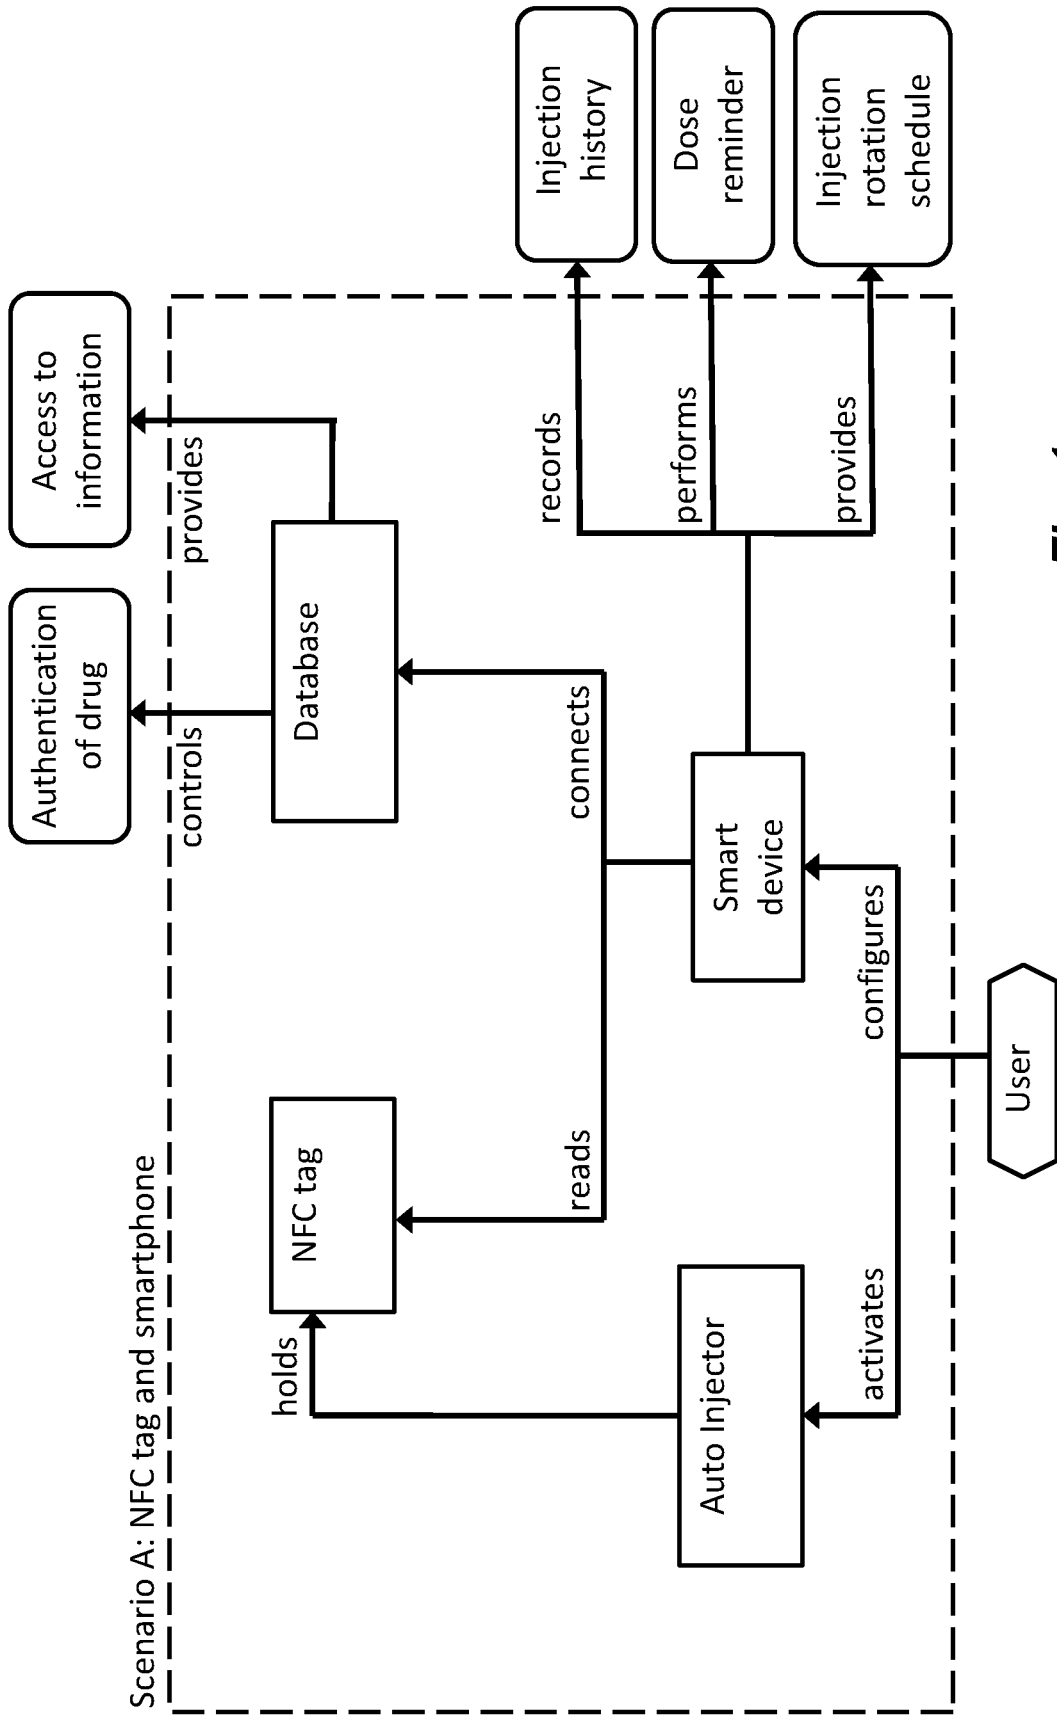 Scenario A: NFC tag and smartphone
Authentication
of drug
Access to
information
controls
provides
holds
NFC tag
Database
reads
connects
records
Injection
history
Auto Injector
Smart
device
performs
Dose
reminder
activates
configures
provides
Injection
rotation
schedule
User